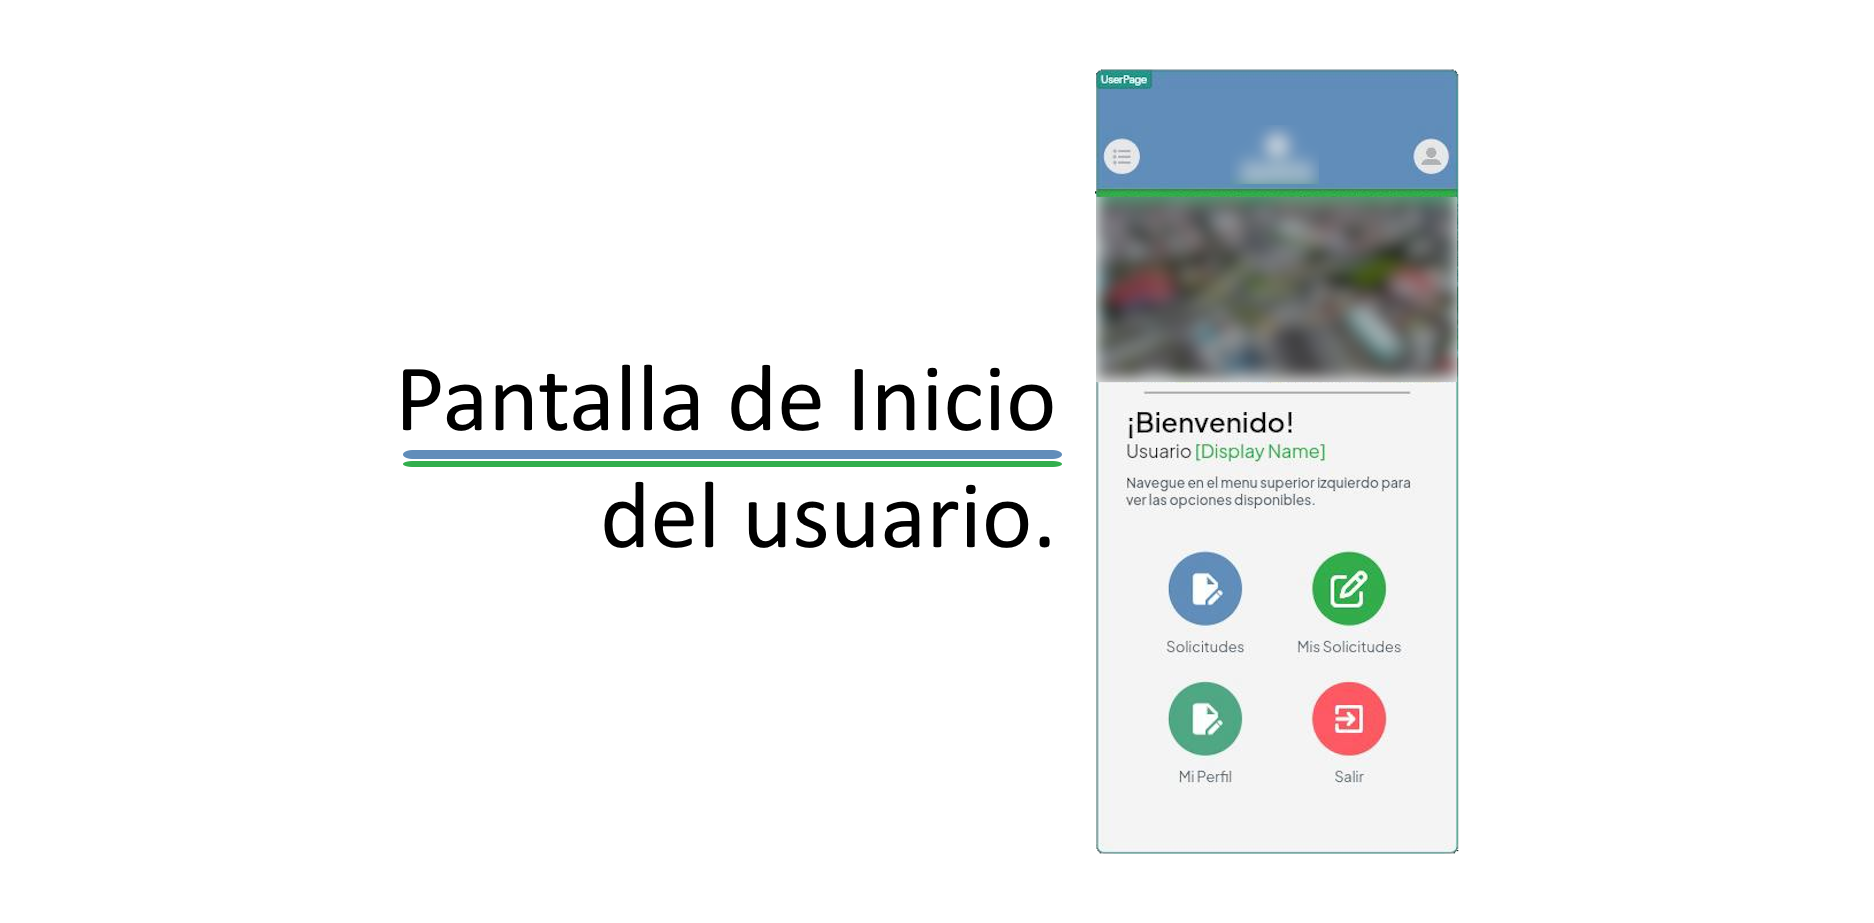 Pantalla de Inicio
del usuario.
UserPage
¡Bienvenido!
Usuario [Display Name]
Navegue en el menu superior izquierdo para
ver las opciones disponibles.
Solicitudes
Mis Solicitudes
Mi Perfil
Salir